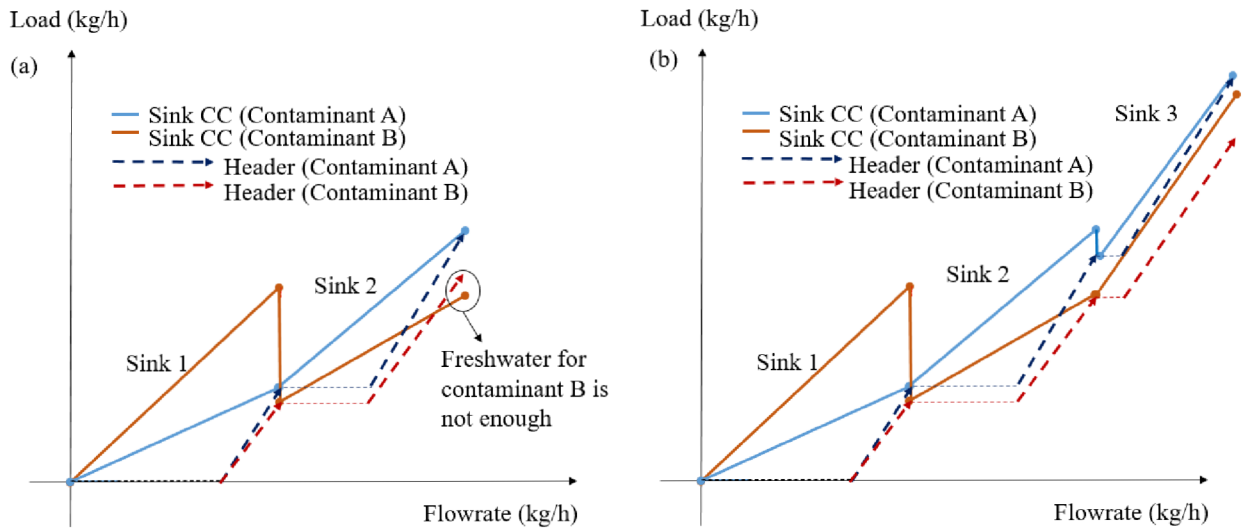 Load (kg/h)
(a)
Sink CC (Contaminant A)
Sink CC (Contaminant B)
Header (Contaminant A)
Header (Contaminant B)
Sink 2
Sink 1
Freshwater for
contaminant B is
not enough
Flowrate (kg/h)
Load (kg/h)
(b)
Sink CC (Contaminant A)
Sink CC (Contaminant B)
Header (Contaminant A)
Header (Contaminant B)
Sink 3
Sink 2
Sink 1
Flowrate (kg/h)